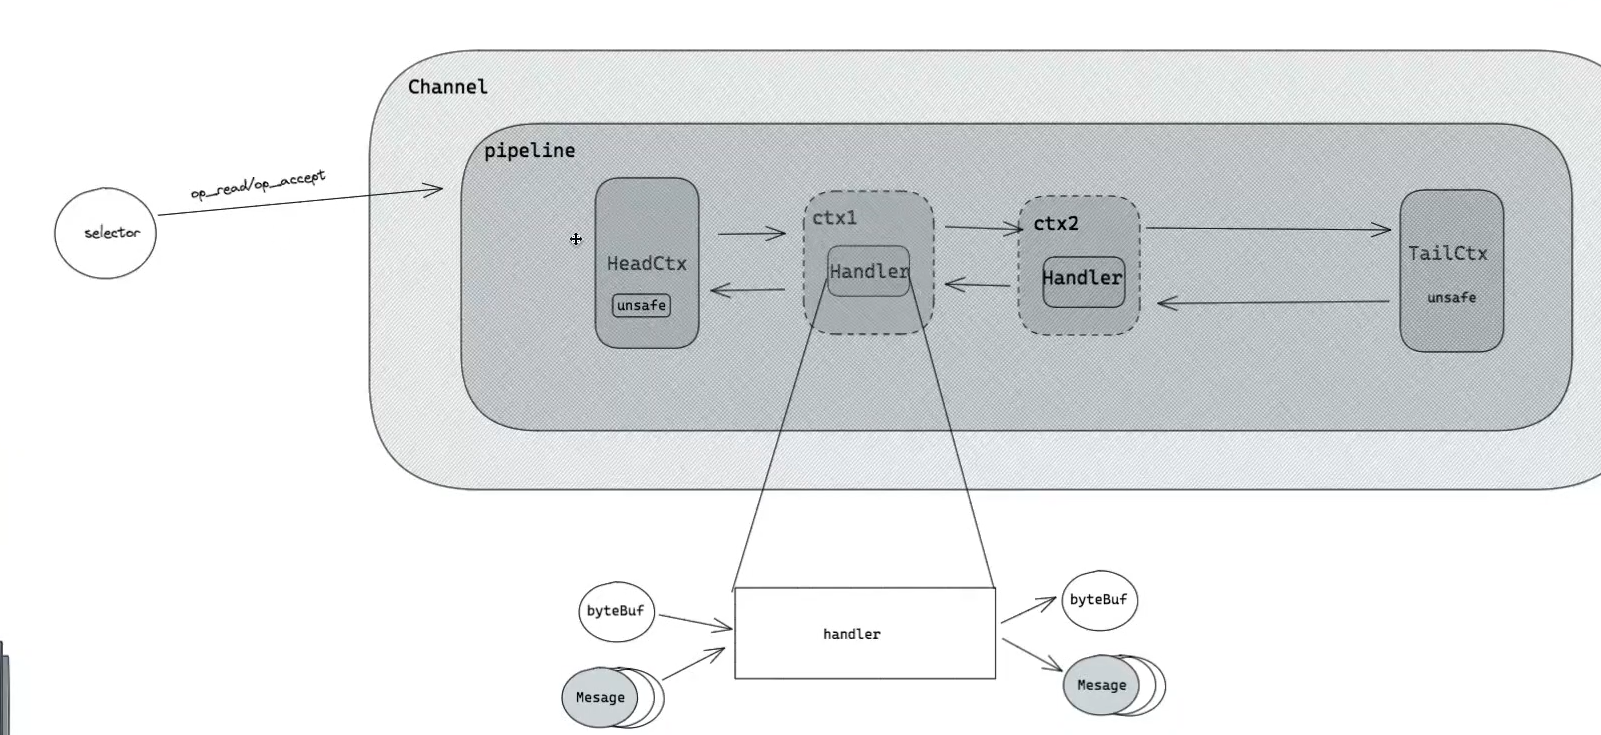 Channel
pipeline
op_read/op_accept
selector
HeadCtx
unsafe
ctx1
Handler
ctx2
Handler
TailCtx
unsafe
byteBuf
Mesage
handler
byteBuf
Mesage